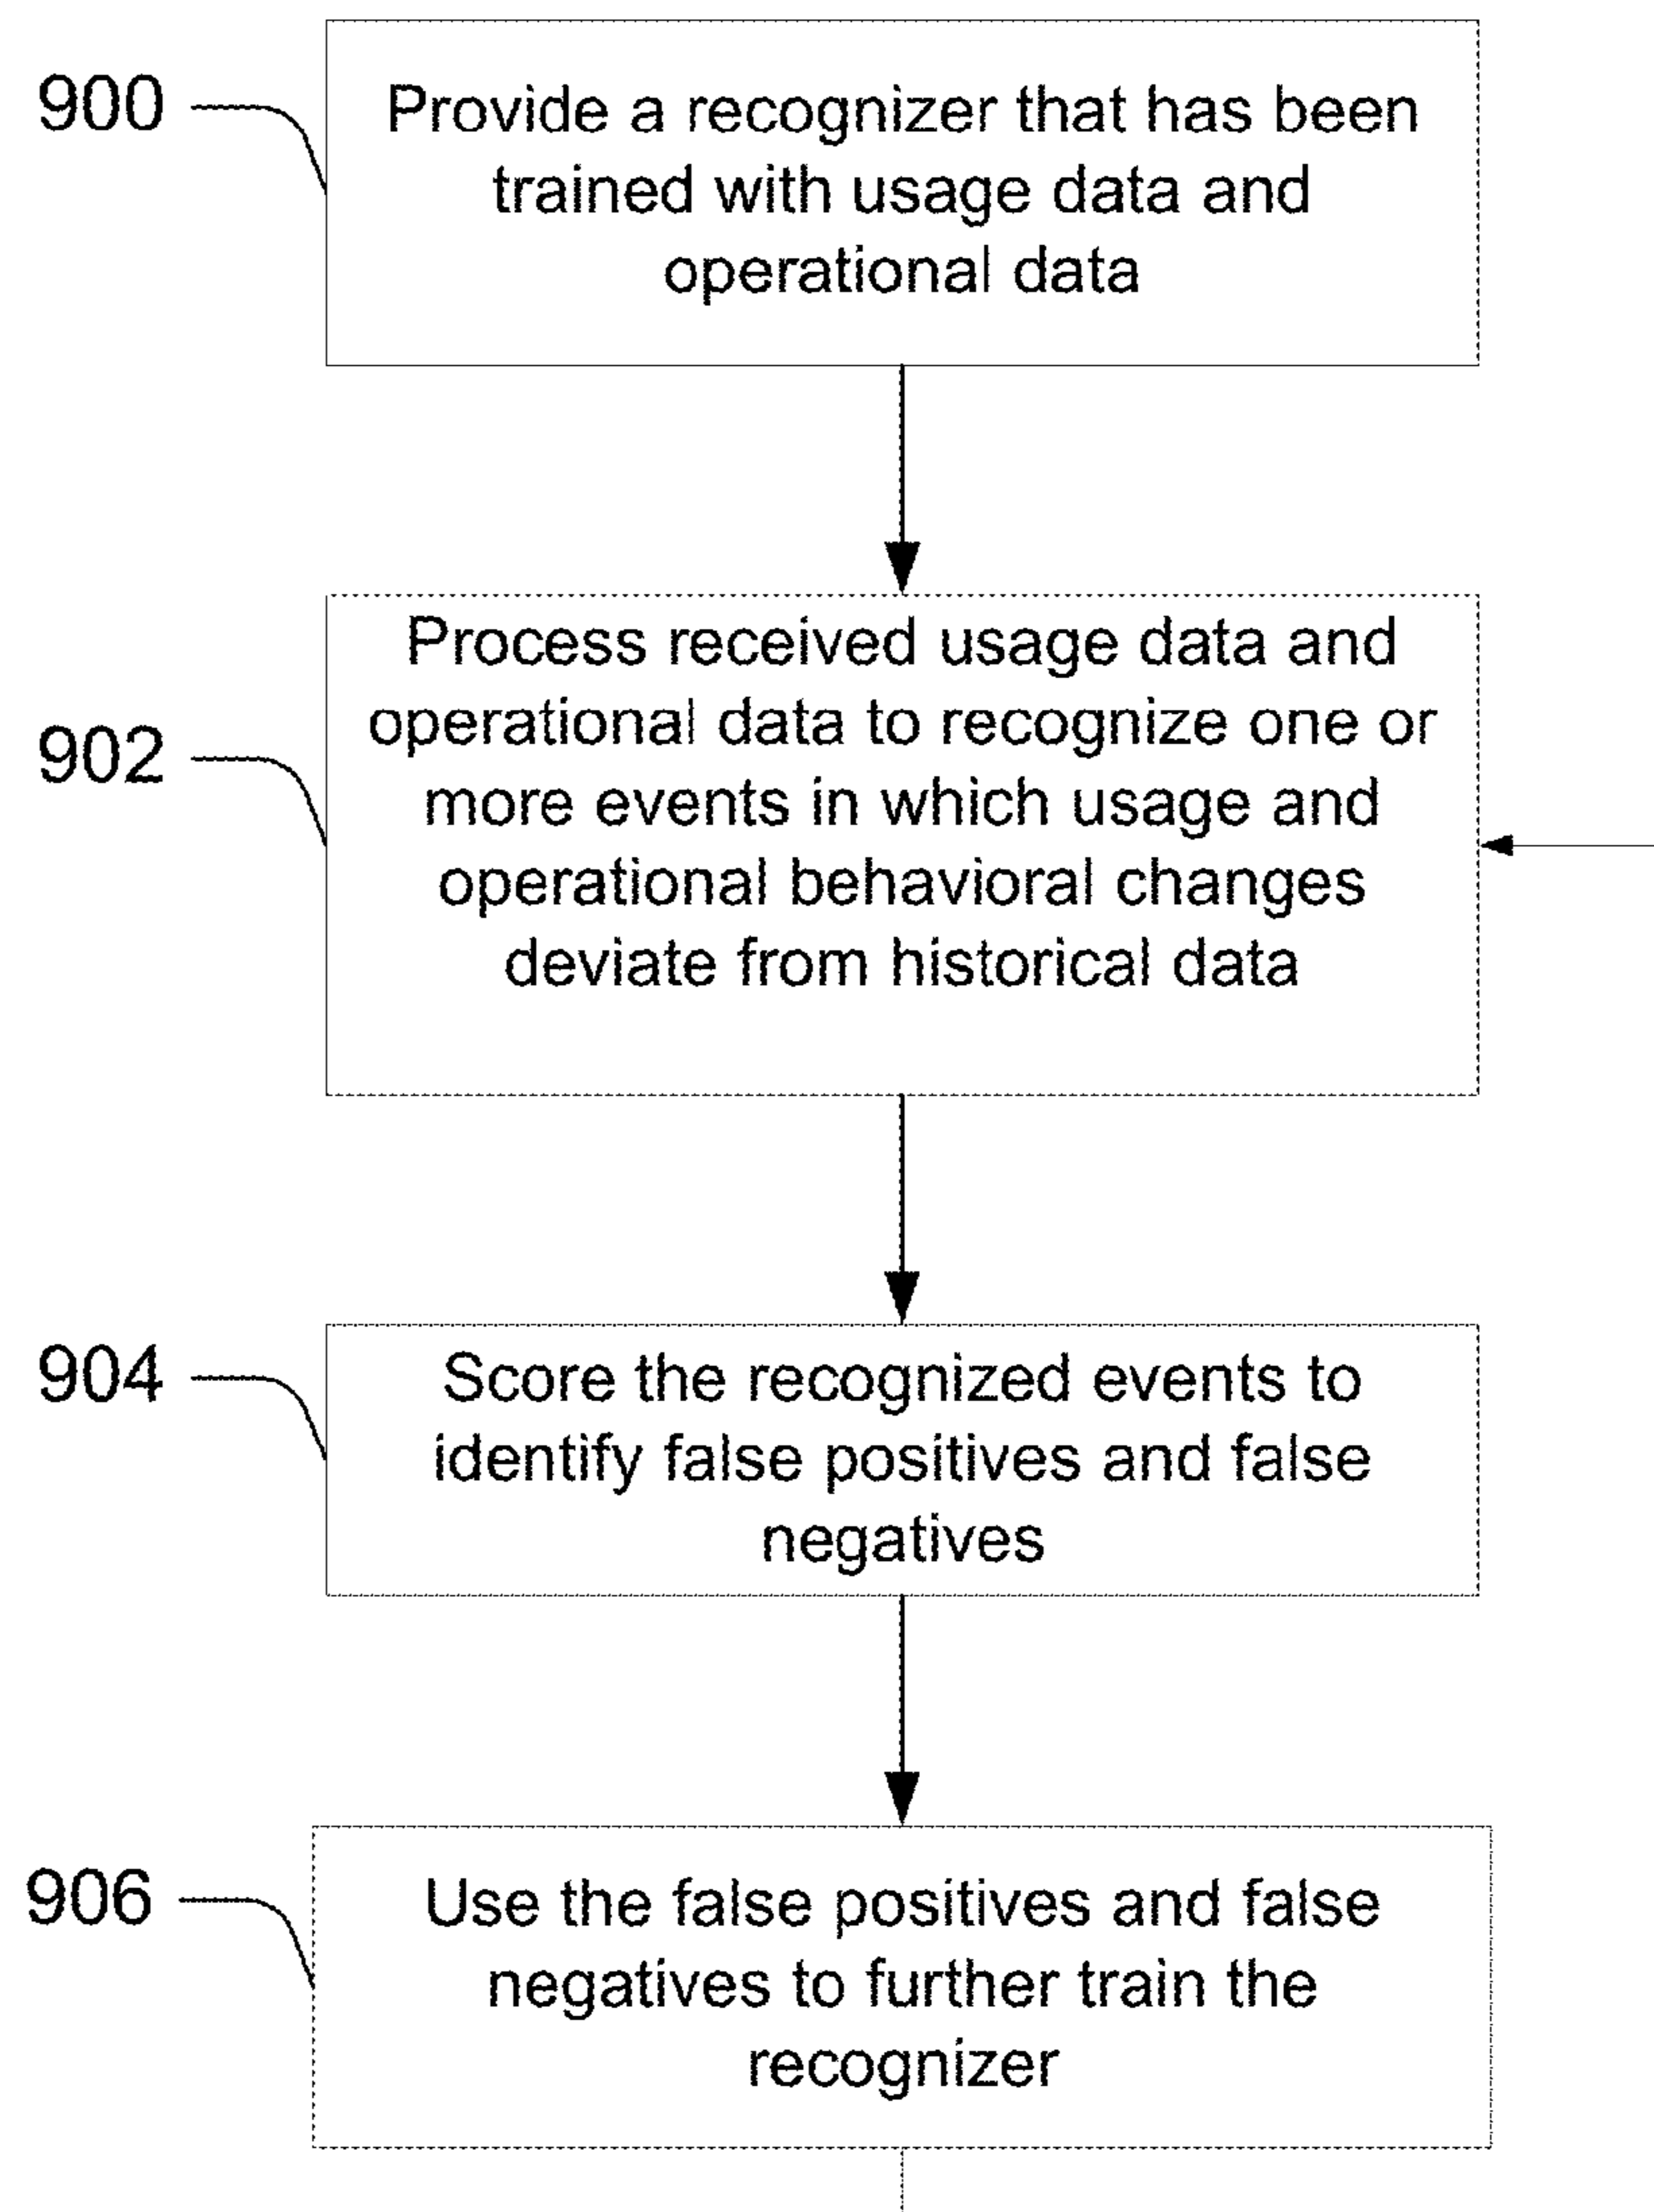 900
Provide a recognizer that has been
trained with usage data and
operational data
902
Process received usage data and
operational data to recognize one or
more events in which usage and
operational behavioral changes
deviate from historical data
904
Score the recognized events to
identify false positives and false
negatives
906
Use the false positives and false
negatives to further train the
recognizer